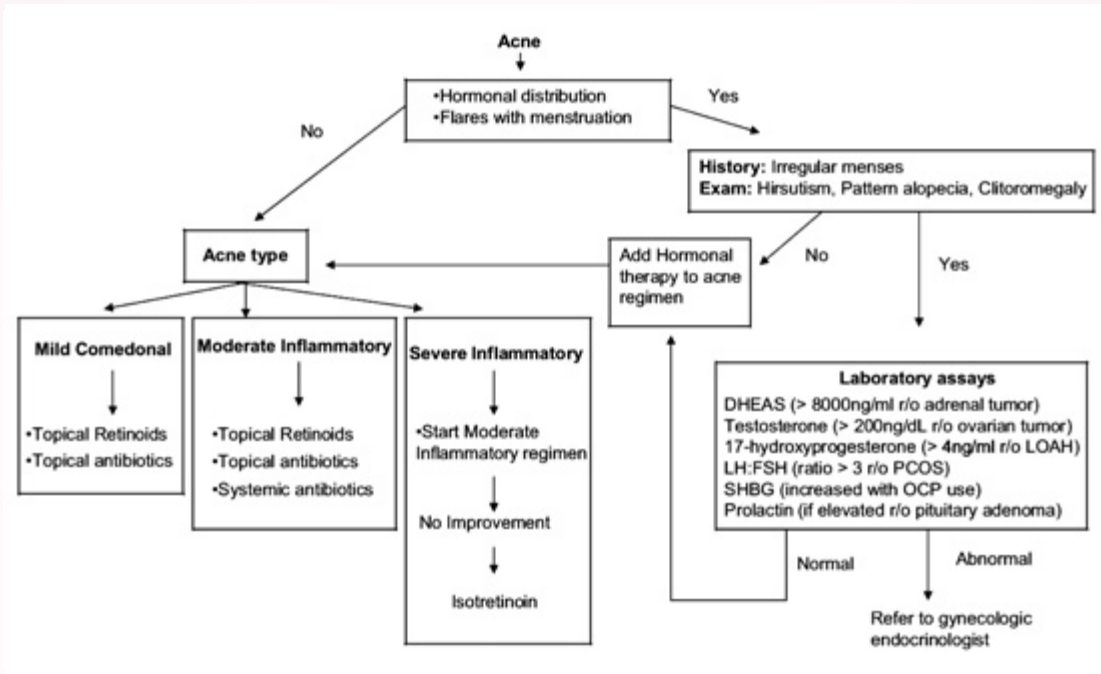 Acne
•Hormonal distribution
•Flares with menstruation
Yes
No
History: Irregular menses
Exam: Hirsutism, Pattern alopecia, Clitoromegaly
Acne type
Add Hormonal
therapy to acne
regimen
No
Yes
Mild Comedonal
•Topical Retinoids
•Topical antibiotics
Moderate Inflammatory
•Topical Retinoids
•Topical antibiotics
•Systemic antibiotics
Severe Inflammatory
•Start Moderate
Inflammatory regimen
No Improvement
Isotretinoin
Laboratory assays
DHEAS (> 8000ng/ml r/o adrenal tumor)
Testosterone (> 200ng/dL r/o ovarian tumor)
17-hydroxyprogesterone (> 4ng/ml r/o LOAH)
LH:FSH (ratio > 3 r/o PCOS)
SHBG (increased with OCP use)
Prolactin (if elevated r/o pituitary adenoma)
Normal
Abnormal
Refer to gynecologic
endocrinologist